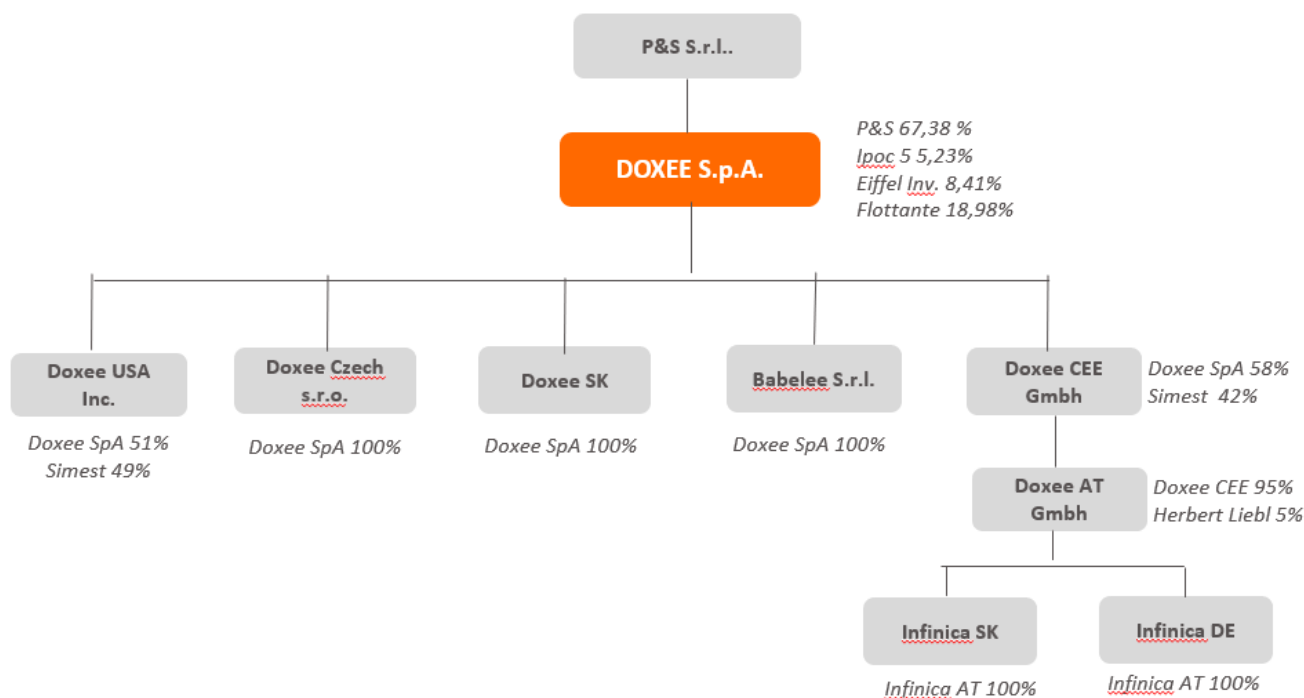 P&S S.r.l..
DOXEE S.p.A.
P&S 67,38 %
Ipoc 5 5,23%
Eiffel Inv. 8,41%
Flottante 18,98%
Doxee USA
Inc.
Doxee SpA 51%
Simest 49%
Doxee Czech
s.r.o.
Doxee SpA 100%
Doxee SK
Doxee SpA 100%
Babelee S.r.l.
Doxee SpA 100%
Doxee CEE
Gmbh
Doxee SpA 58%
Simest 42%
Doxee AT
Gmbh
Doxee CEE 95%
Herbert Liebl 5%
Infinica SK
Infinica AT 100%
Infinica DE
Infinica AT 100%